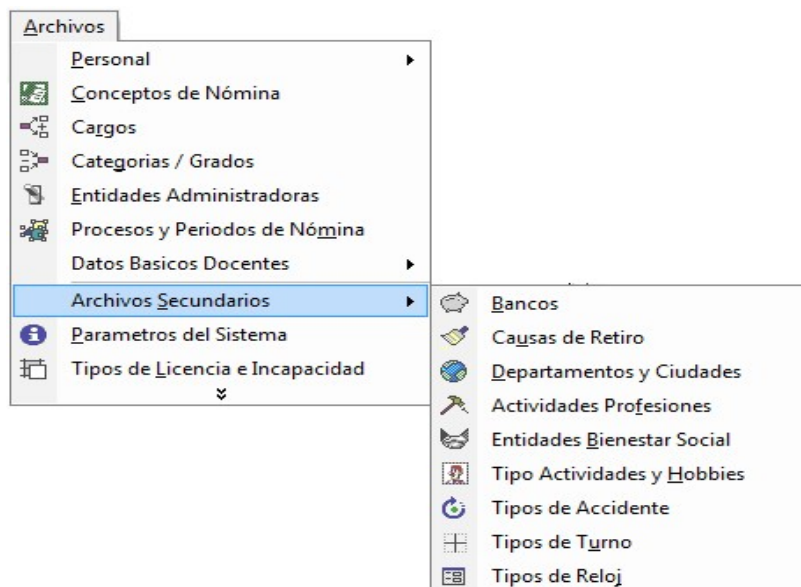 Archivos
Personal
Conceptos de Nómina
Cargos
Categorias / Grados
Entidades Administradoras
Procesos y Periodos de Nómina
Datos Basicos Docentes
Archivos Secundarios
Parametros del Sistema
Tipos de Licencia e Incapacidad
Bancos
Causas de Retiro
Departamentos y Ciudades
Actividades Profesiones
Entidades Bienestar Social
Tipo Actividades y Hobbies
Tipos de Accidente
Tipos de Turno
Tipos de Reloj